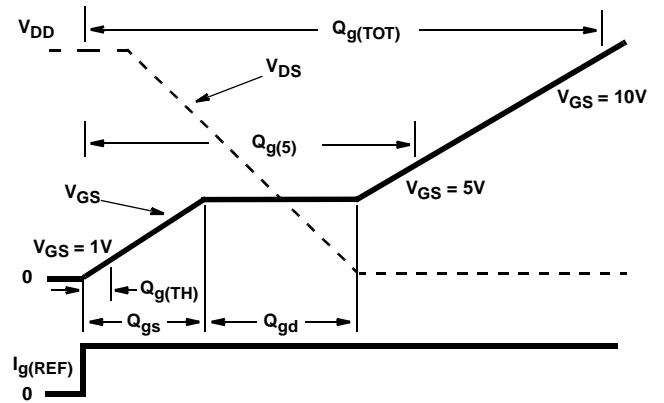 V_DD
Q_g(TOT)
V_DS
V_GS = 10V
Q_g(5)
V_GS
V_GS = 5V
V_GS = 1V
0
Q_g(TH)
Q_gs
Q_gd
I_g(REF)
0